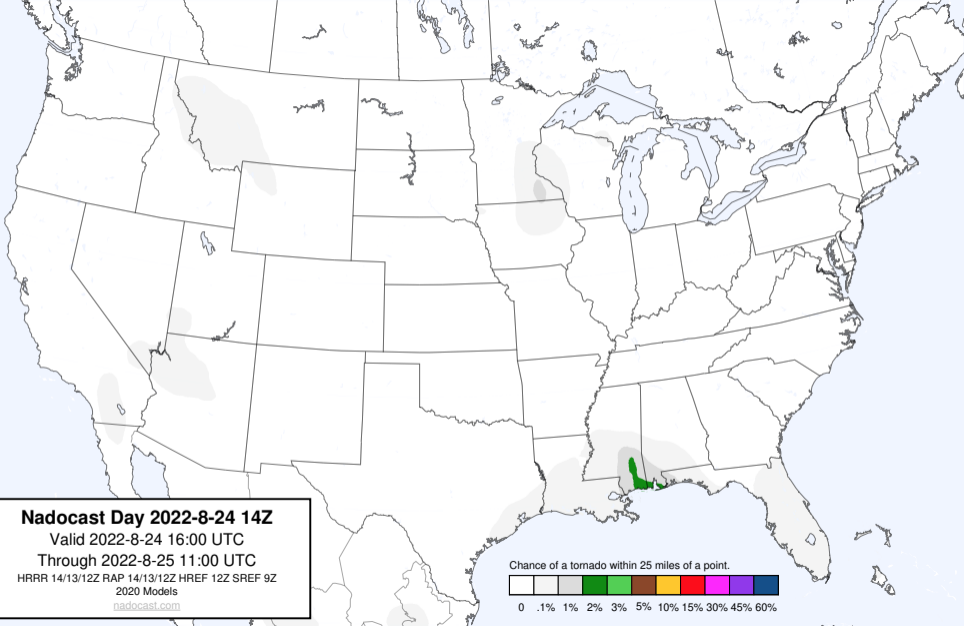 Nadocast Day 2022-8-24 14Z
Valid 2022-8-24 16:00 UTC
Through 2022-8-25 11:00 UTC
HRRR 14/13/12Z RAP 14/13/12Z HREF 12Z SREF 9Z
2020 Models
nadocast.com
Chance of a tornado within 25 miles of a point.
0 .1% 1% 2% 3% 5% 10% 15% 30% 45% 60%